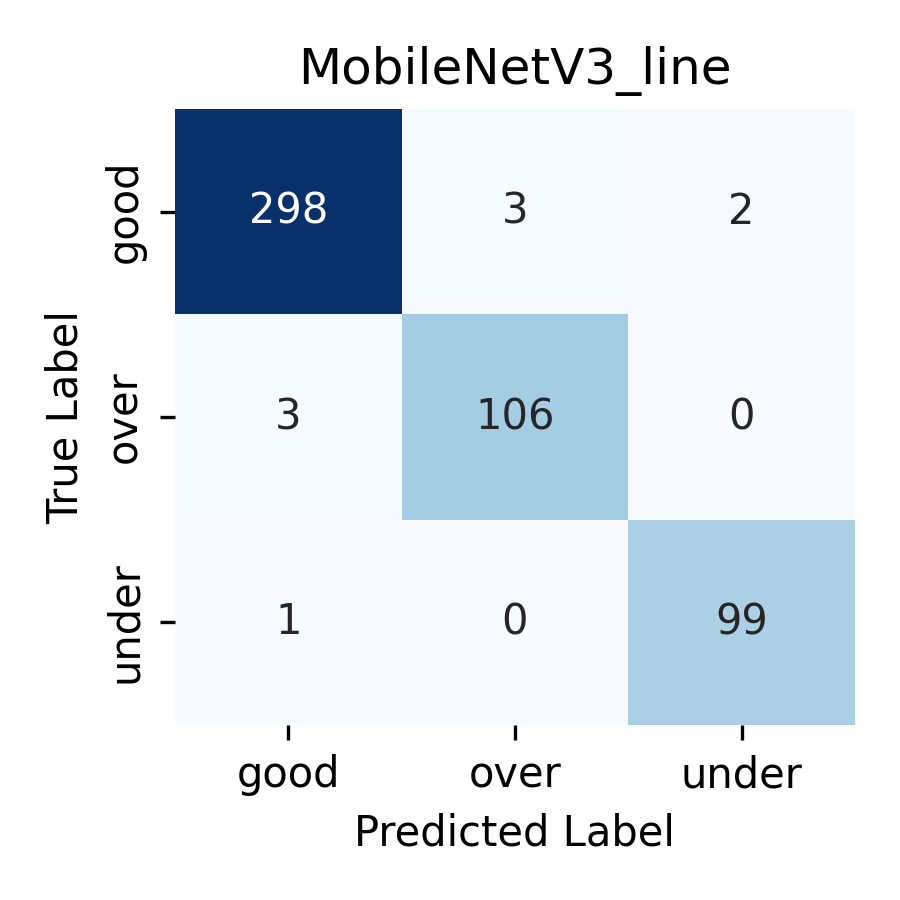 MobileNetV3_line
True Label
good
298 3 2
over
3 106 0
under
1 0 99
good over under
Predicted Label